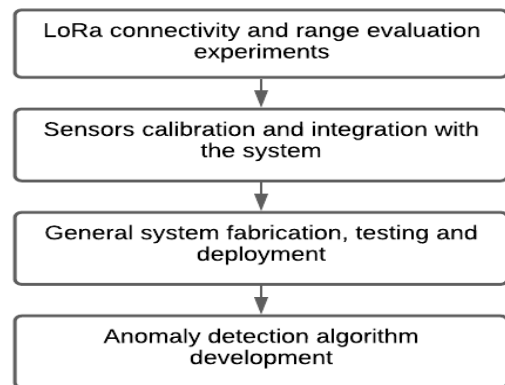 LoRa connectivity and range evaluation
experiments
Sensors calibration and integration with
the system
General system fabrication, testing and
deployment
Anomaly detection algorithm
development